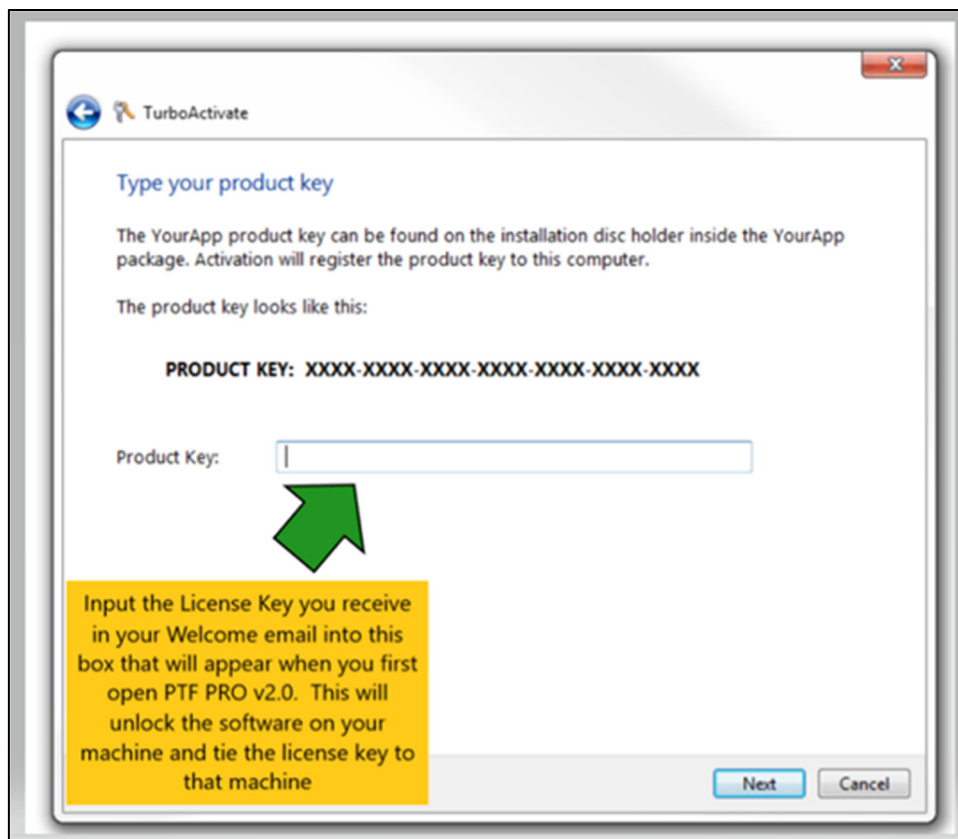 TurboActivate
Type your product key
The YourApp product key can be found on the installation disc holder inside the YourApp
package. Activation will register the product key to this computer.
The product key looks like this:
PRODUCT KEY: XXXX-XXXX-XXXX-XXXX-XXXX-XXXX-XXXX
Product Key:
Input the License Key you receive
in your Welcome email into this
box that will appear when you first
open PTF PRO v2.0. This will
unlock the software on your
machine and tie the license key to
that machine
Next
Cancel